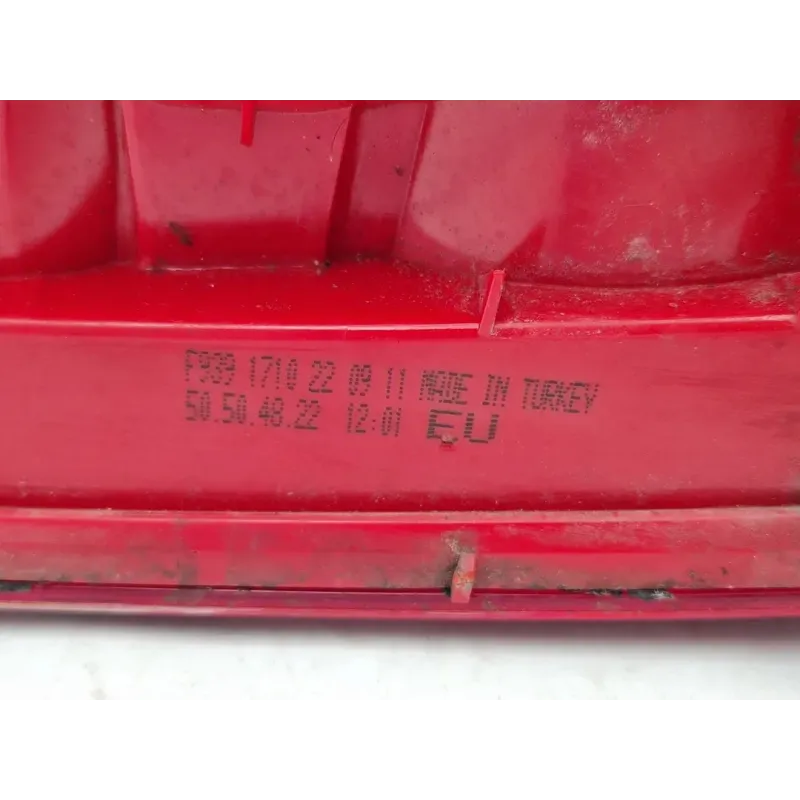 F939 1710 22 09 11 MADE IN TURKEY
50.50.48.22 12:01 EU